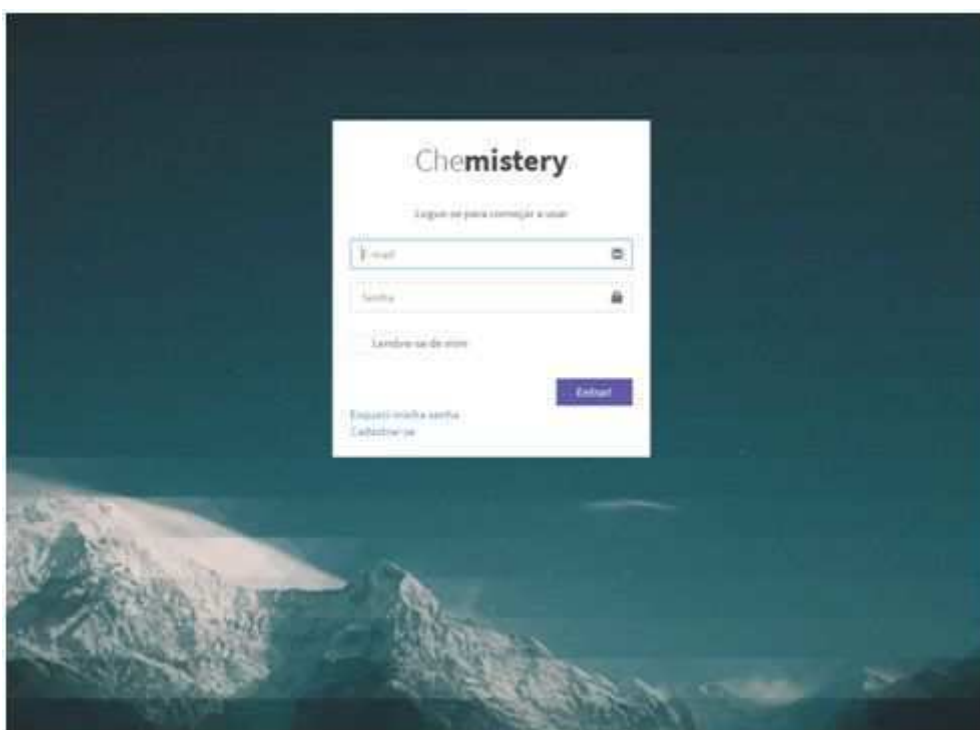 Chemistery
Logue-se para começar a usar
E-mail
Senha
Lembre-se de mim
Entrar!
Esqueci minha senha
Cadastrar-se